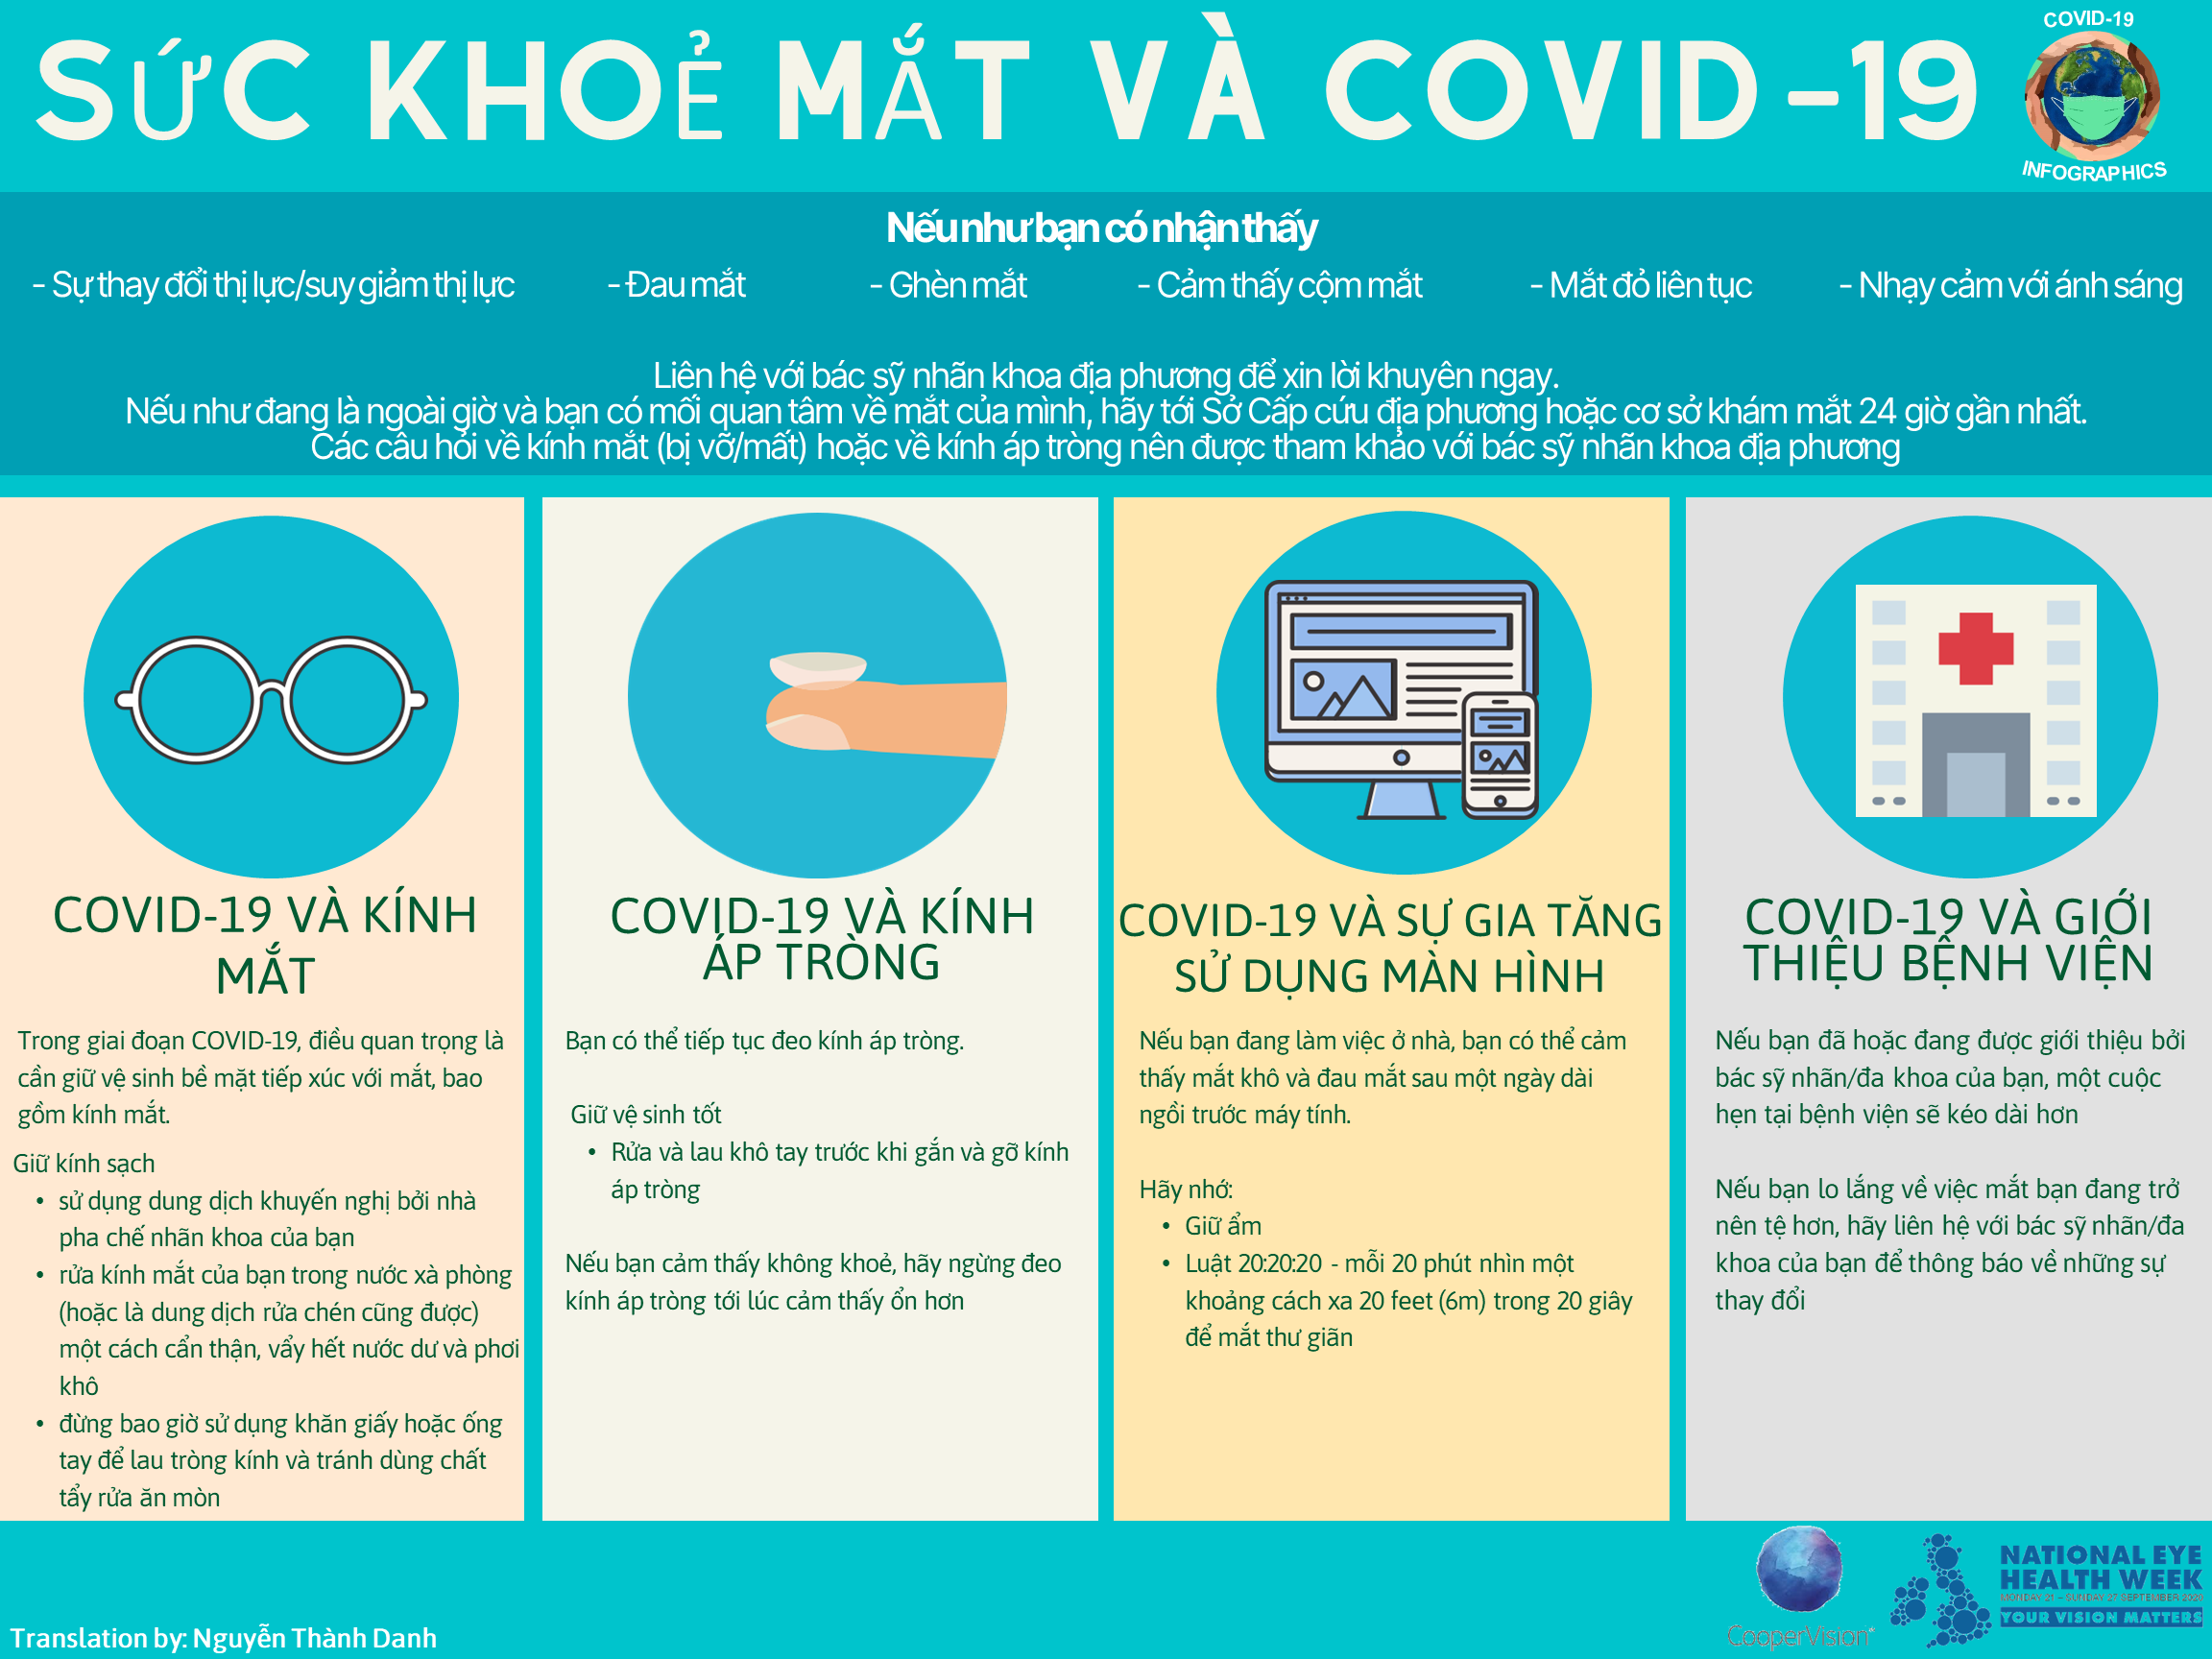 SỨC KHOẺ MẮT VÀ COVID-19
COVID-19
INFOGRAPHICS
Nếu như bạn có nhận thấy
- Sự thay đổi thị lực/suy giảm thị lực
- Đau mắt
- Ghèn mắt
- Cảm thấy cộm mắt
- Mắt đỏ liên tục
- Nhạy cảm với ánh sáng
Liên hệ với bác sỹ nhãn khoa địa phương để xin lời khuyên ngay.
Nếu như đang là ngoài giờ và bạn có mối quan tâm về mắt của mình, hãy tới Sở Cấp cứu địa phương hoặc cơ sở khám mắt 24 giờ gần nhất.
Các câu hỏi về kính mắt (bị vỡ/mất) hoặc về kính áp tròng nên được tham khảo với bác sỹ nhãn khoa địa phương
COVID-19 VÀ KÍNH
MẮT
Trong giai đoạn COVID-19, điều quan trọng là
cần giữ vệ sinh bề mặt tiếp xúc với mắt, bao
gồm kính mắt.
Giữ kính sạch
• sử dụng dung dịch khuyến nghị bởi nhà
pha chế nhãn khoa của bạn
• rửa kính mắt của bạn trong nước xà phòng
(hoặc là dung dịch rửa chén cũng được)
một cách cẩn thận, vẩy hết nước dư và phơi
khô
• đừng bao giờ sử dụng khăn giấy hoặc ống
tay để lau tròng kính và tránh dùng chất
tẩy rửa ăn mòn
COVID-19 VÀ KÍNH
ÁP TRÒNG
Bạn có thể tiếp tục đeo kính áp tròng.
Giữ vệ sinh tốt
• Rửa và lau khô tay trước khi gắn và gỡ kính
áp tròng
Nếu bạn cảm thấy không khoẻ, hãy ngừng đeo
kính áp tròng tới lúc cảm thấy ổn hơn
COVID-19 VÀ SỰ GIA TĂNG
SỬ DỤNG MÀN HÌNH
Nếu bạn đang làm việc ở nhà, bạn có thể cảm
thấy mắt khô và đau mắt sau một ngày dài
ngồi trước máy tính.
Hãy nhớ:
• Giữ ẩm
• Luật 20:20:20 - mỗi 20 phút nhìn một
khoảng cách xa 20 feet (6m) trong 20 giây
để mắt thư giãn
COVID-19 VÀ GIỚI
THIỆU BỆNH VIỆN
Nếu bạn đã hoặc đang được giới thiệu bởi
bác sỹ nhãn/đa khoa của bạn, một cuộc
hẹn tại bệnh viện sẽ kéo dài hơn
Nếu bạn lo lắng về việc mắt bạn đang trở
nên tệ hơn, hãy liên hệ với bác sỹ nhãn/đa
khoa của bạn để thông báo về những sự
thay đổi
Translation by: Nguyễn Thành Danh
CooperVision®
NATIONAL EYE
HEALTH WEEK
MONDAY 21 - SUNDAY 27 SEPTEMBER 2020
YOUR VISION MATTERS